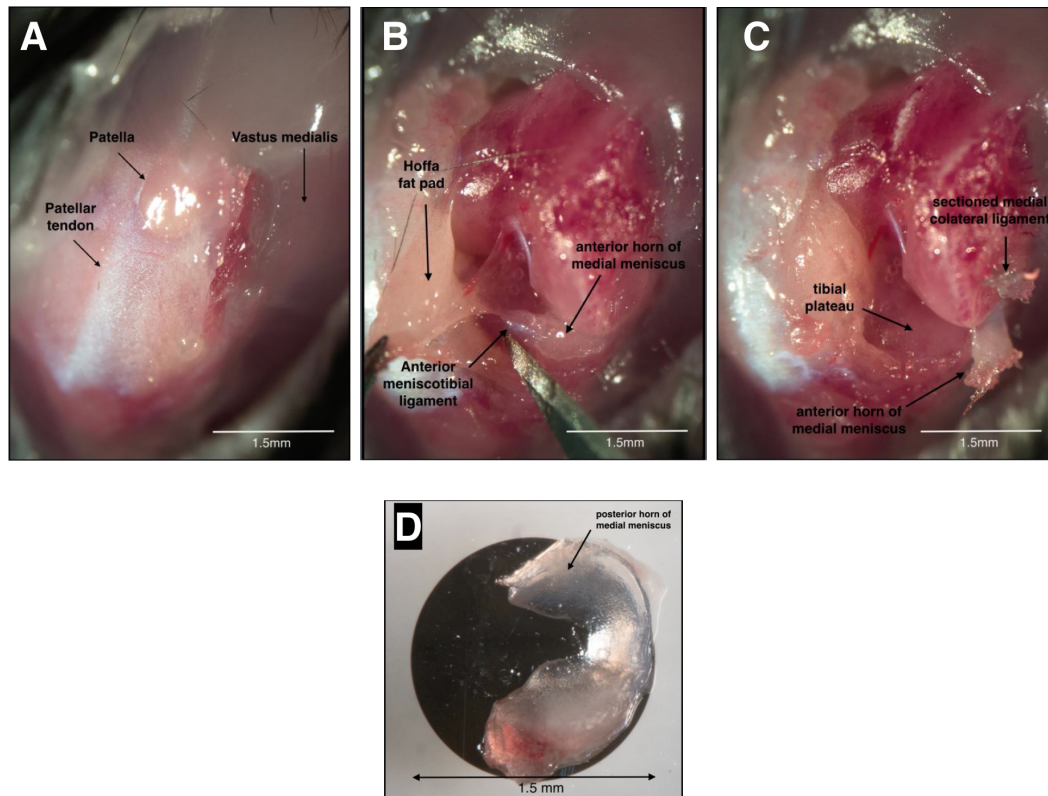 A
Patella
Vastus medialis
Patellar
tendon
1.5mm
B
Hoffa
fat pad
anterior horn of
medial meniscus
Anterior
meniscotibial
ligament
1.5mm
C
sectioned medial
colateral ligament
tibial
plateau
anterior horn of
medial meniscus
1.5mm
D
posterior horn of
medial meniscus
1.5 mm